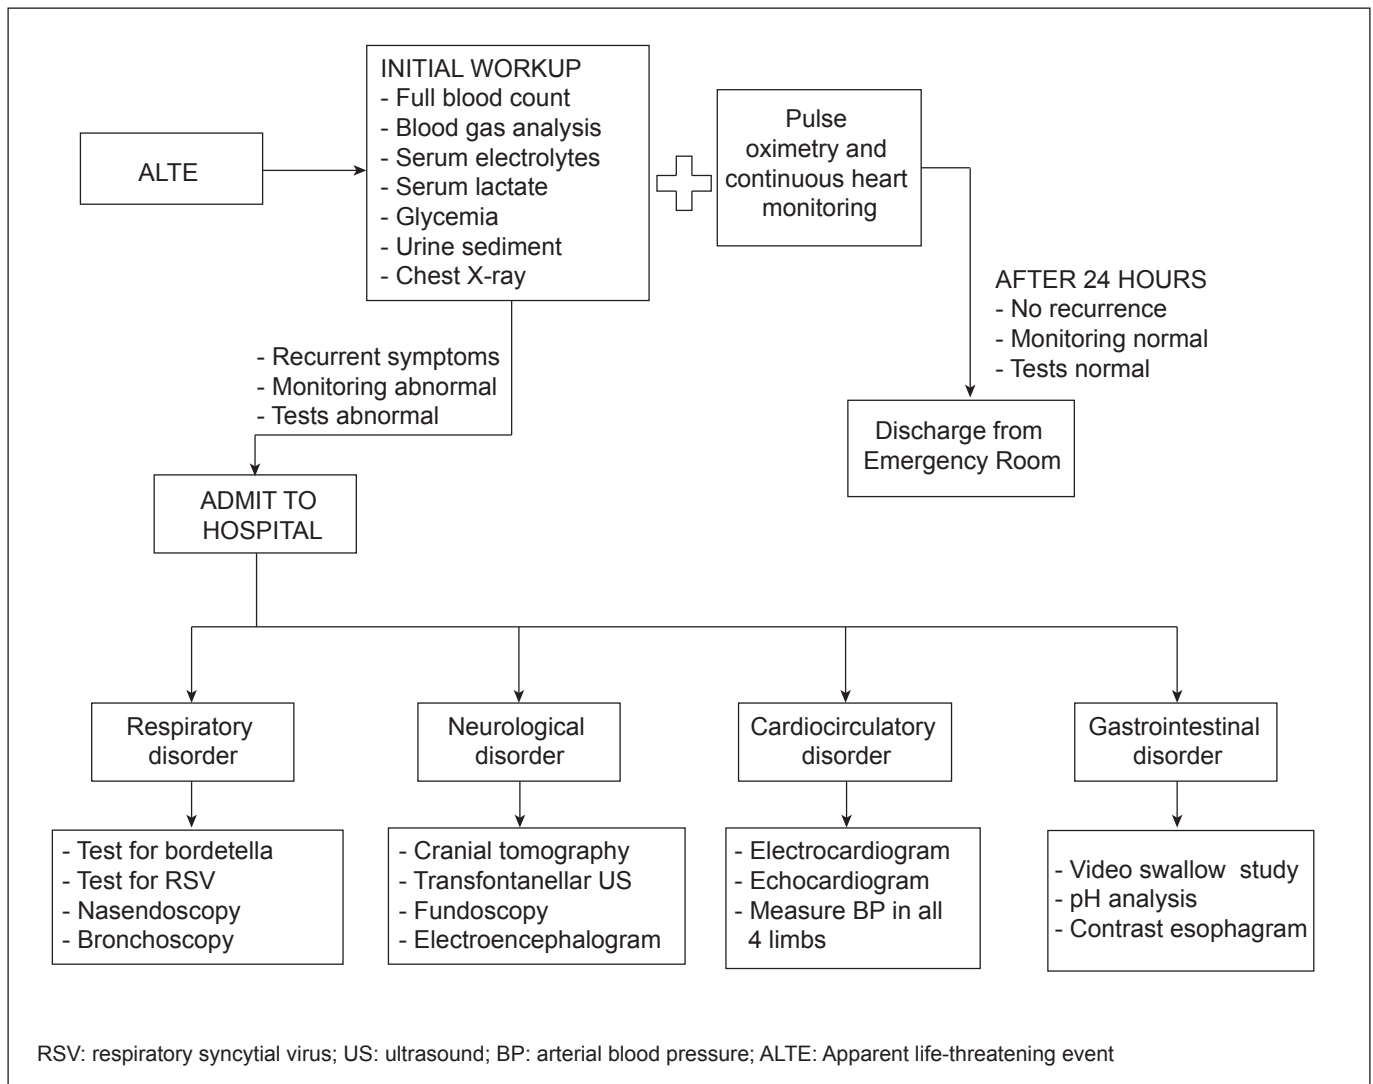 ALTE
INITIAL WORKUP
- Full blood count
- Blood gas analysis
- Serum electrolytes
- Serum lactate
- Glycemia
- Urine sediment
- Chest X-ray
Pulse
oximetry and
continuous heart
monitoring
AFTER 24 HOURS
- No recurrence
- Monitoring normal
- Tests normal
- Recurrent symptoms
- Monitoring abnormal
- Tests abnormal
Discharge from
Emergency Room
ADMIT TO
HOSPITAL
Respiratory
disorder
Neurological
disorder
Cardiocirculatory
disorder
Gastrointestinal
disorder
- Test for bordetella
- Test for RSV
- Nasendoscopy
- Bronchoscopy
- Cranial tomography
- Transfontanellar US
- Fundoscopy
- Electroencephalogram
- Electrocardiogram
- Echocardiogram
- Measure BP in all
4 limbs
- Video swallow study
- pH analysis
- Contrast esophagram
RSV: respiratory syncytial virus; US: ultrasound; BP: arterial blood pressure; ALTE: Apparent life-threatening event